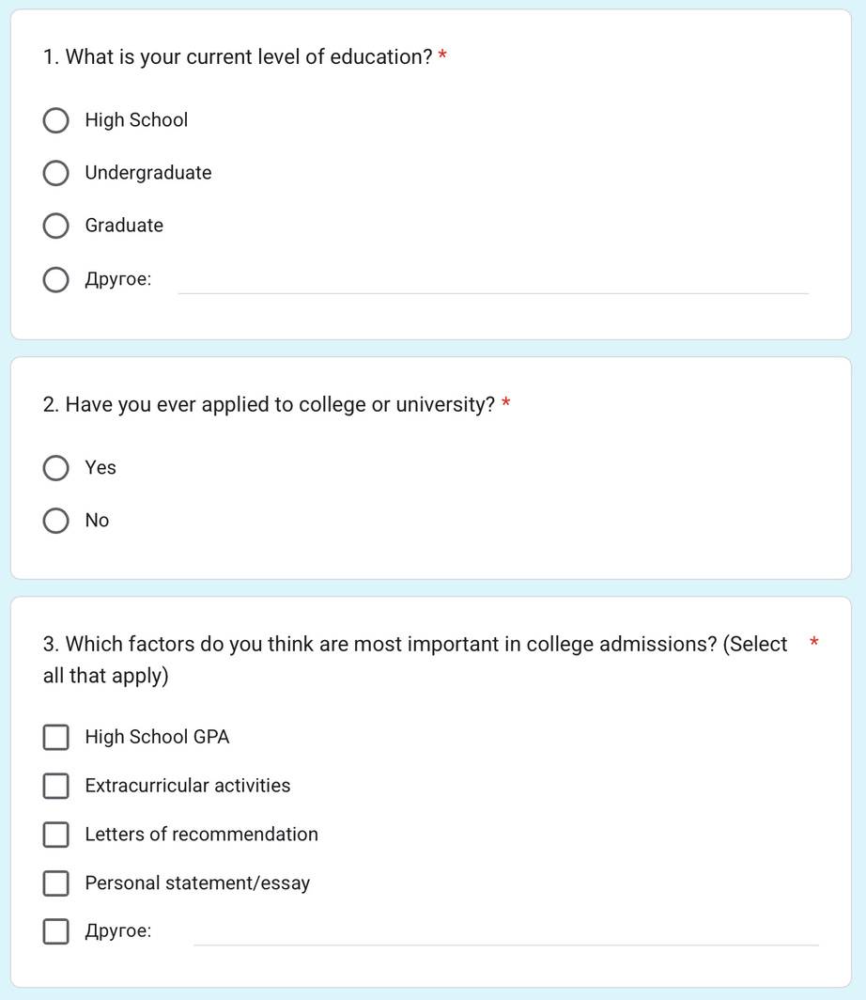 1. What is your current level of education? *
High School
Undergraduate
Graduate
Другое:
2. Have you ever applied to college or university? *
Yes
No
3. Which factors do you think are most important in college admissions? (Select *
all that apply)
High School GPA
Extracurricular activities
Letters of recommendation
Personal statement/essay
Другое: